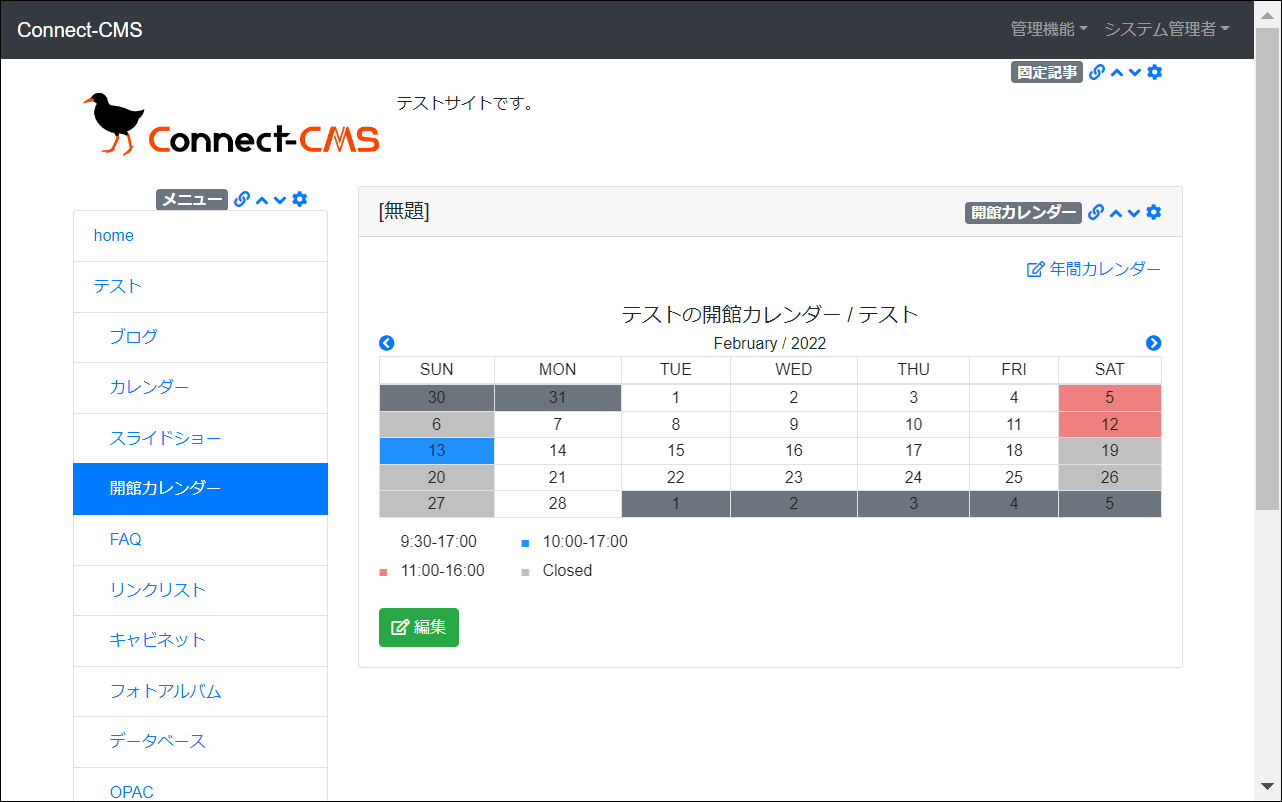 Connect-CMS 管理機能 システム管理者
固定記事
Connect-CMS
テストサイトです。
メニュー
home
テスト
ブログ
カレンダー
スライドショー
開館カレンダー
FAQ
リンクリスト
キャビネット
フォトアルバム
データベース
OPAC
[無題] 開館カレンダー
年間カレンダー
テストの開館カレンダー / テスト
February / 2022
SUN MON TUE WED THU FRI SAT
30 31 1 2 3 4 5
6 7 8 9 10 11 12
13 14 15 16 17 18 19
20 21 22 23 24 25 26
27 28 1 2 3 4 5
9:30-17:00 10:00-17:00
11:00-16:00 Closed
編集